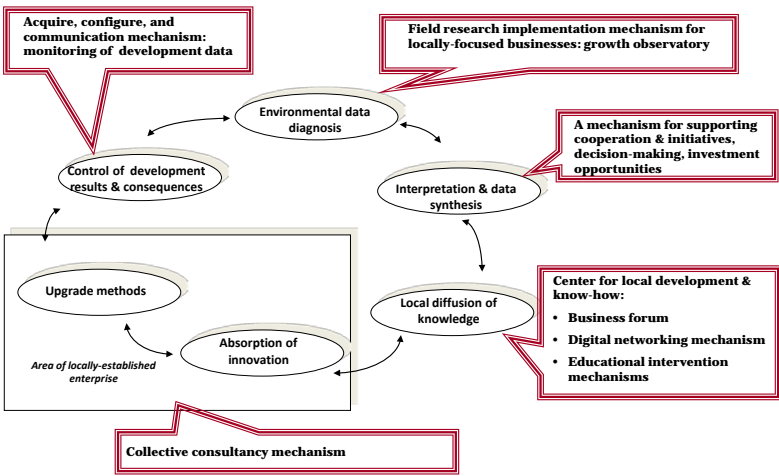 Acquire, configure, and
communication mechanism:
monitoring of development data
Field research implementation mechanism for
locally-focused businesses: growth observatory
Environmental data
diagnosis
A mechanism for supporting
cooperation & initiatives,
decision-making, investment
opportunities
Control of development
results & consequences
Interpretation & data
synthesis
Upgrade methods
Local diffusion of
knowledge
Center for local development &
know-how:
• Business forum
• Digital networking mechanism
• Educational intervention
mechanisms
Absorption of
innovation
Area of locally-established
enterprise
Collective consultancy mechanism